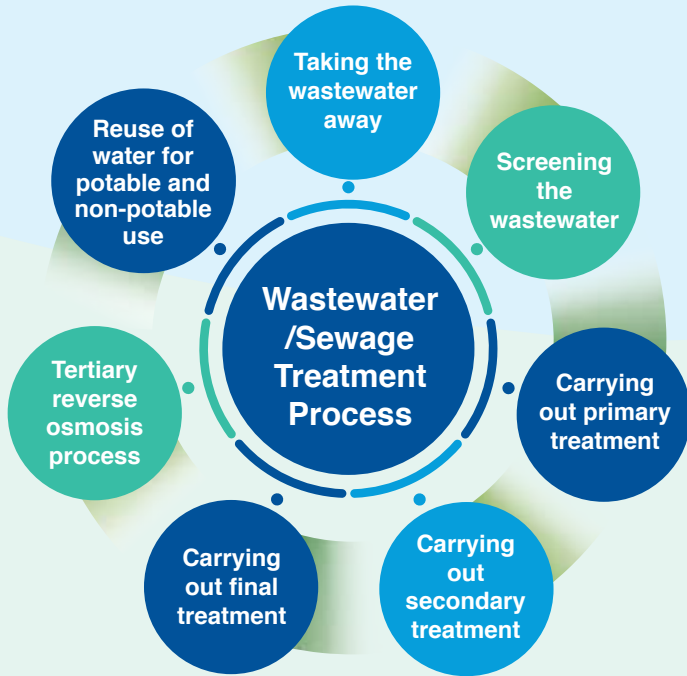 Taking the
wastewater
away
Screening
the
wastewater
Carrying
out primary
treatment
Carrying
out
secondary
treatment
Carrying
out final
treatment
Tertiary
reverse
osmosis
process
Reuse of
water for
potable and
non-potable
use
Wastewater
/Sewage
Treatment
Process